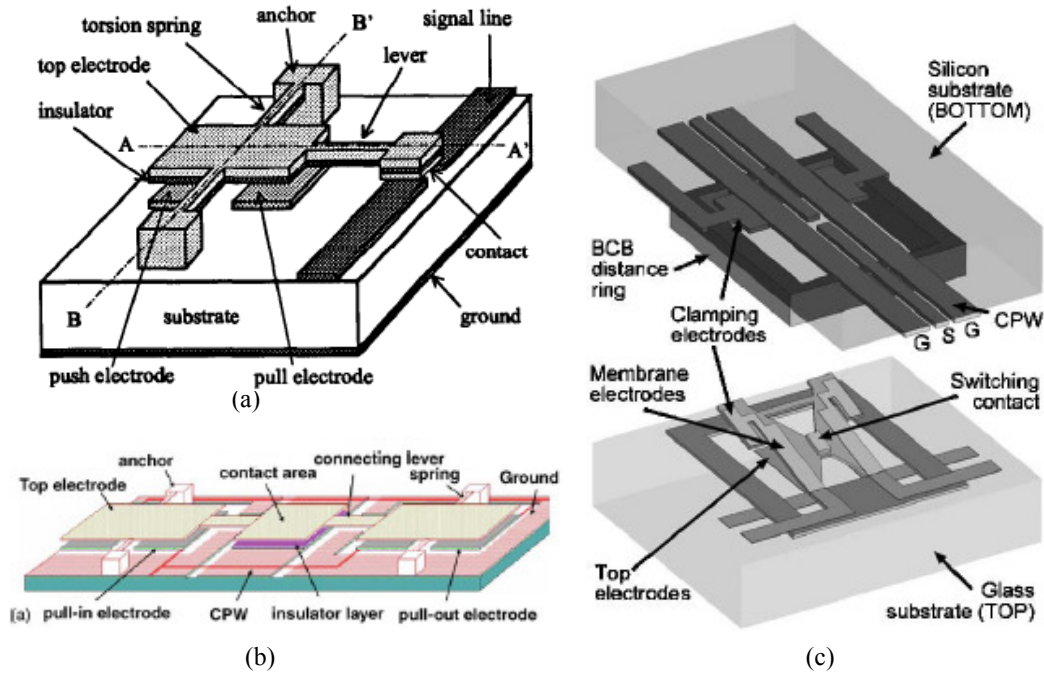 B'
anchor
torsion spring
signal line
top electrode
lever
insulator
A
A'
contact
B
substrate
ground
push electrode
pull electrode
(a)
anchor
contact area
connecting lever
spring
Ground
Top electrode
(a)
pull-in electrode
CPW
insulator layer
pull-out electrode
(b)
Silicon
substrate
(BOTTOM)
BCB
distance
ring
Clamping
electrodes
CPW
G S G
Membrane
electrodes
Switching
contact
Top
electrodes
Glass
substrate (TOP)
(c)